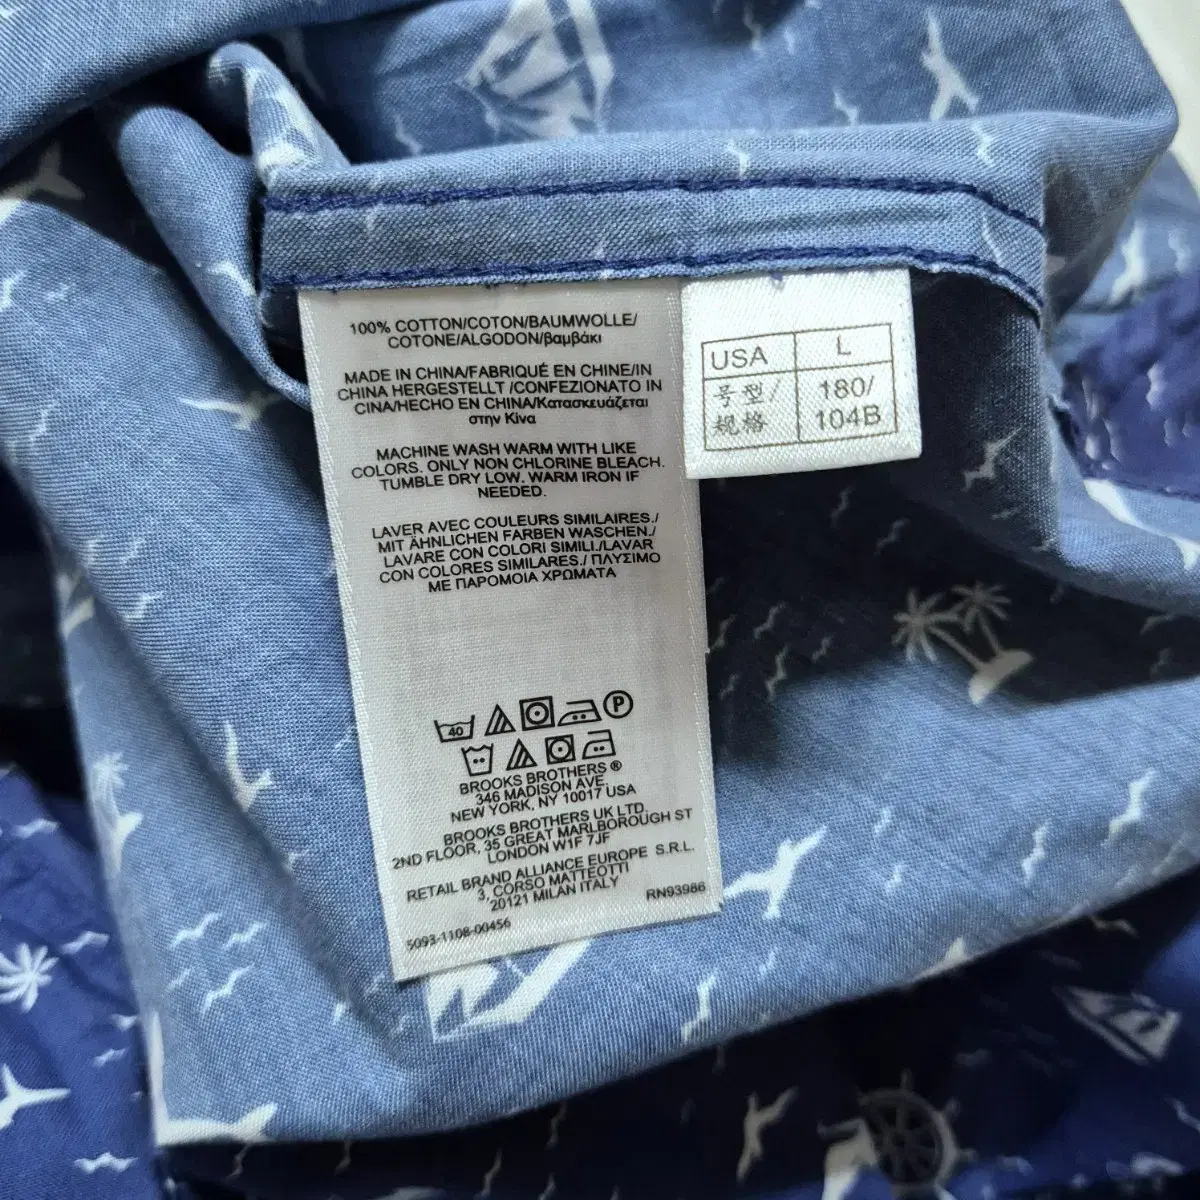 100% COTTON/COTON/BAUMWOLLE/
COTONE/ALGODON/βαμβάκι
MADE IN CHINA/FABRIQUÉ EN CHINE/IN
CHINA HERGESTELLT /CONFEZIONATO IN
CINA/HECHO EN CHINA/Κατασκευάζεται
στην Κίνα
MACHINE WASH WARM WITH LIKE
COLORS. ONLY NON CHLORINE BLEACH.
TUMBLE DRY LOW. WARM IRON IF
NEEDED.
LAVER AVEC COULEURS SIMILAIRES./
MIT ÄHNLICHEN FARBEN WASCHEN./
LAVARE CON COLORI SIMILI./LAVAR
CON COLORES SIMILARES./ ΠΛΥΣΙΜΟ
ΜΕ ΠΑΡΟΜΟΙΑ ΧΡΩΜΑΤΑ
40 P
BROOKS BROTHERS ®
346 MADISON AVE.
NEW YORK, NY 10017 USA
BROOKS BROTHERS UK LTD.
2ND FLOOR, 35 GREAT MARLBOROUGH ST
LONDON W1F 7JF
RETAIL BRAND ALLIANCE EUROPE S.R.L.
3, CORSO MATTEOTTI
20121 MILAN ITALY
RN93986
5093-1108-00456
USA L
号型/ 180/
规格 104B